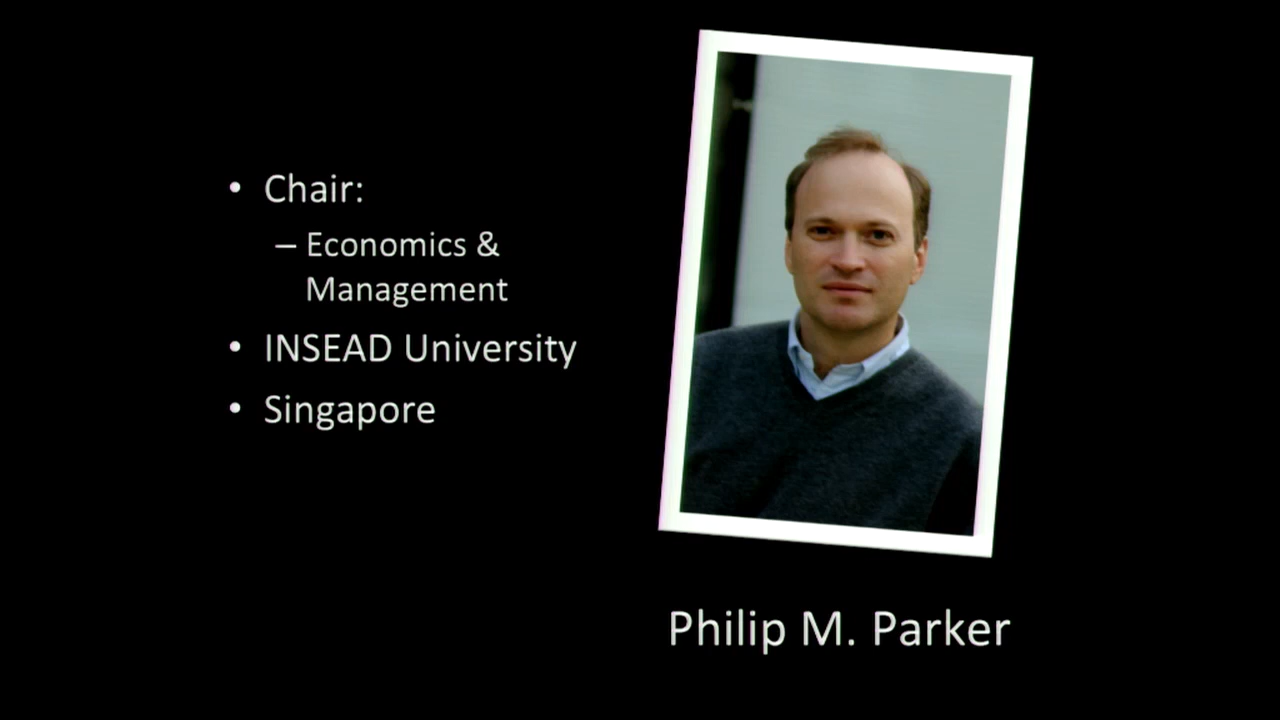 • Chair:
– Economics &
Management
• INSEAD University
• Singapore
Philip M. Parker